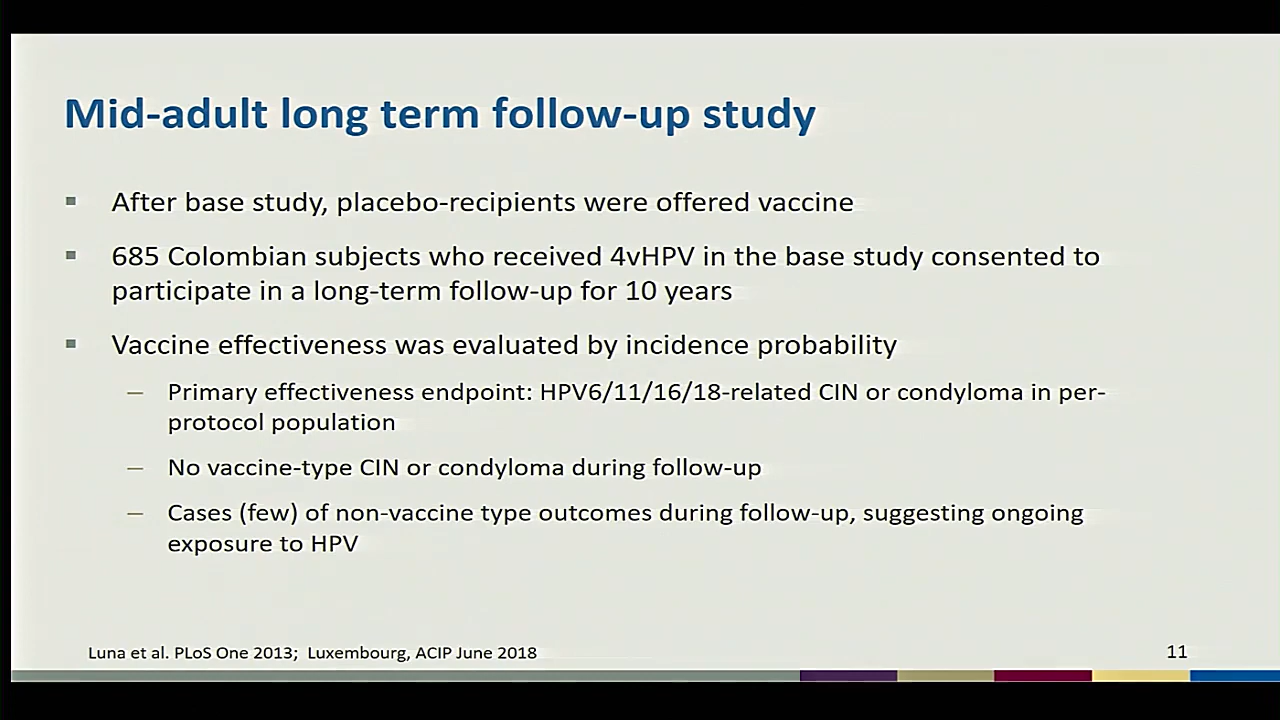 Mid-adult long term follow-up study
▪ After base study, placebo-recipients were offered vaccine
▪ 685 Colombian subjects who received 4vHPV in the base study consented to
participate in a long-term follow-up for 10 years
▪ Vaccine effectiveness was evaluated by incidence probability
– Primary effectiveness endpoint: HPV6/11/16/18-related CIN or condyloma in per-
protocol population
– No vaccine-type CIN or condyloma during follow-up
– Cases (few) of non-vaccine type outcomes during follow-up, suggesting ongoing
exposure to HPV
Luna et al. PLoS One 2013; Luxembourg, ACIP June 2018
11